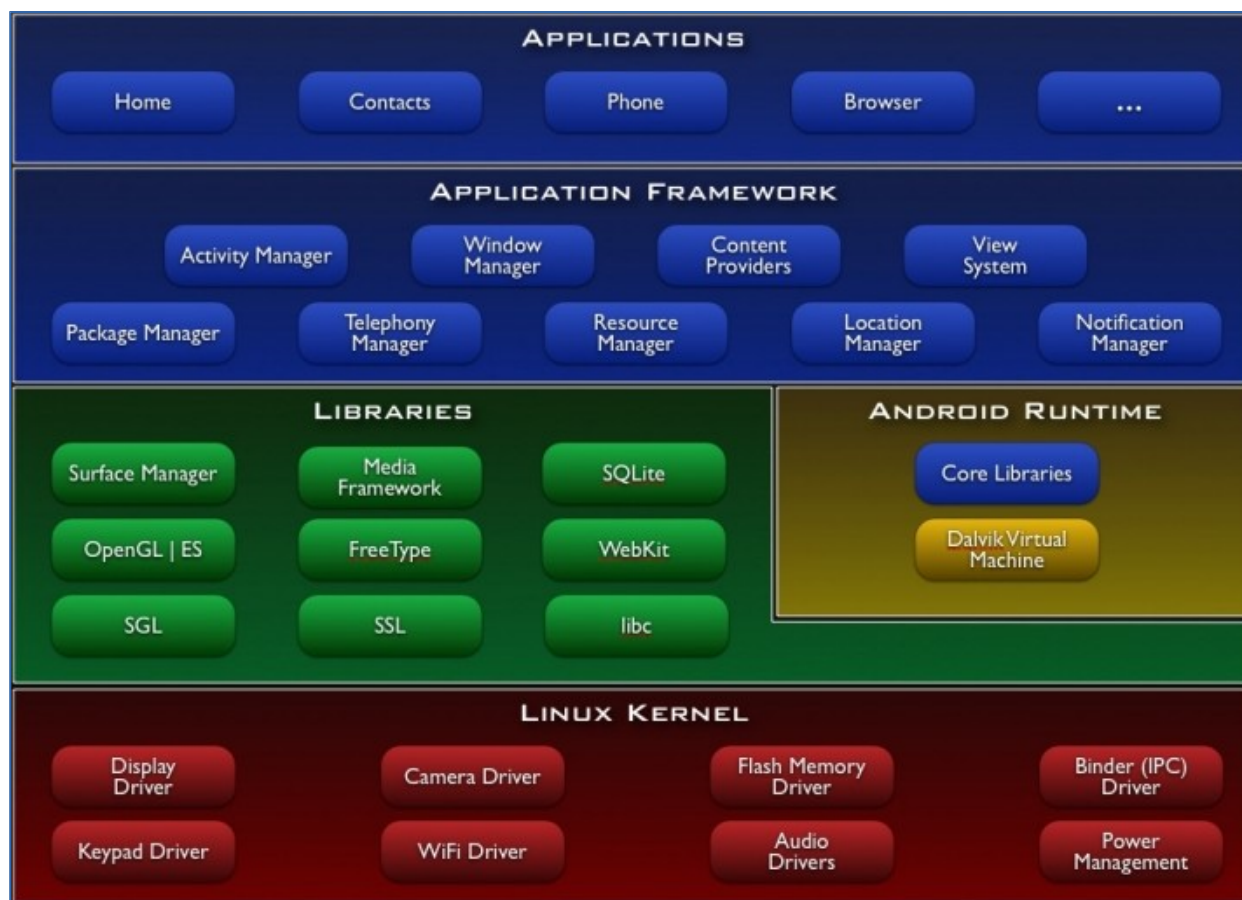 APPLICATIONS
Home
Contacts
Phone
Browser
...
APPLICATION FRAMEWORK
Activity Manager
Window
Manager
Content
Providers
View
System
Package Manager
Telephony
Manager
Resource
Manager
Location
Manager
Notification
Manager
LIBRARIES
Surface Manager
Media
Framework
SQLite
OpenGL | ES
FreeType
WebKit
SGL
SSL
libc
ANDROID RUNTIME
Core Libraries
Dalvik Virtual
Machine
LINUX KERNEL
Display
Driver
Camera Driver
Flash Memory
Driver
Binder (IPC)
Driver
Keypad Driver
WiFi Driver
Audio
Drivers
Power
Management